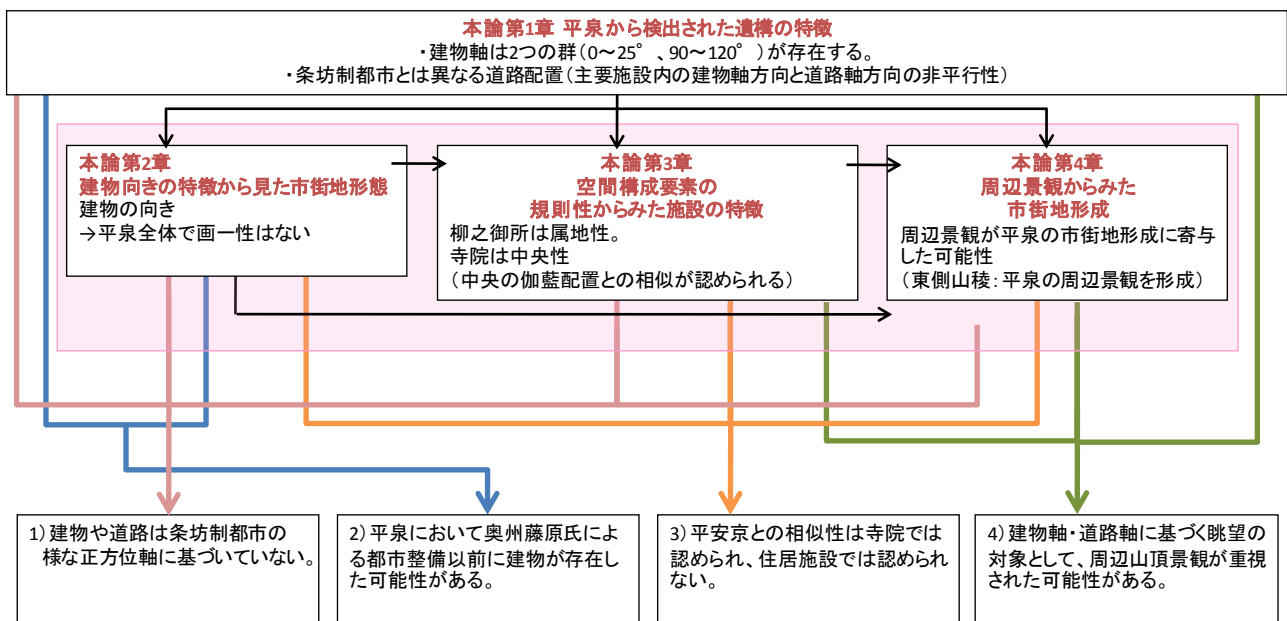 本論第1章 平泉から検出された遺構の特徴
・建物軸は2つの群(0～25°、90～120°)が存在する。
・条坊制都市とは異なる道路配置(主要施設内の建物軸方向と道路軸方向の非平行性)
本論第2章
建物向きの特徴から見た市街地形態
建物の向き
→平泉全体で画一性はない
本論第3章
空間構成要素の
規則性からみた施設の特徴
柳之御所は属地性。
寺院は中央性
(中央の伽藍配置との相似が認められる)
本論第4章
周辺景観からみた
市街地形成
周辺景観が平泉の市街地形成に寄与
した可能性
(東側山稜:平泉の周辺景観を形成)
1)建物や道路は条坊制都市の
様な正方位軸に基づいていない。
2)平泉において奥州藤原氏によ
る都市整備以前に建物が存在し
た可能性がある。
3)平安京との相似性は寺院では
認められ、住居施設では認められ
ない。
4)建物軸・道路軸に基づく眺望の
対象として、周辺山頂景観が重視
された可能性がある。